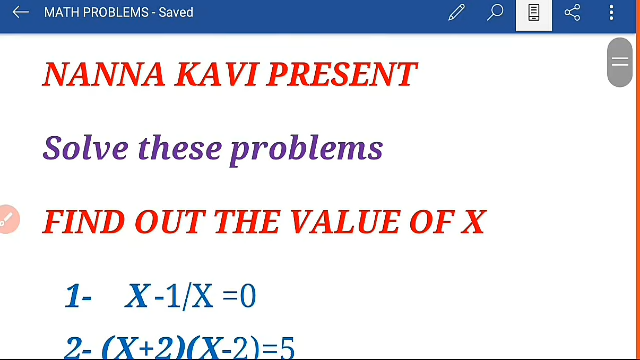 MATH PROBLEMS - Saved
NANNA KAVI PRESENT
Solve these problems
FIND OUT THE VALUE OF X
1- X -1/X =0
2- (X+2)(X-2)=5